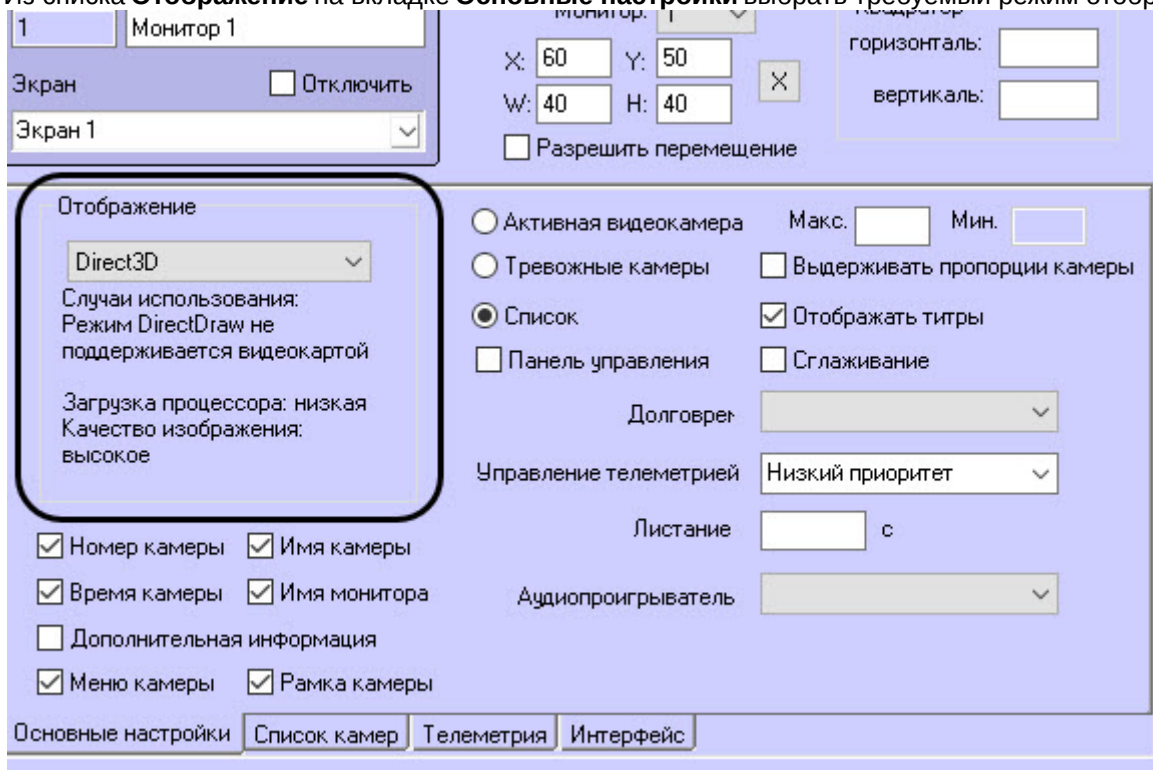 Из списка Отображение на вкладке Основные настройки выбрать требуемый режим отобр
1 Монитор 1
Экран Отключить
Экран 1
Монитор: 1
X: 60 Y: 50
W: 40 H: 40
X
Разрешить перемещение
Квадратор
горизонталь:
вертикаль:
Отображение
Direct3D
Случаи использования:
Режим DirectDraw не
поддерживается видеокартой
Загрузка процессора: низкая
Качество изображения:
высокое
Номер камеры Имя камеры
Время камеры Имя монитора
Дополнительная информация
Меню камеры Рамка камеры
Активная видеокамера Макс. Мин.
Тревожные камеры Выдерживать пропорции камеры
Список Отображать титры
Панель управления Сглаживание
Долговрем
Управление телеметрией Низкий приоритет
Листание с
Аудиопроигрыватель
Основные настройки Список камер Телеметрия Интерфейс